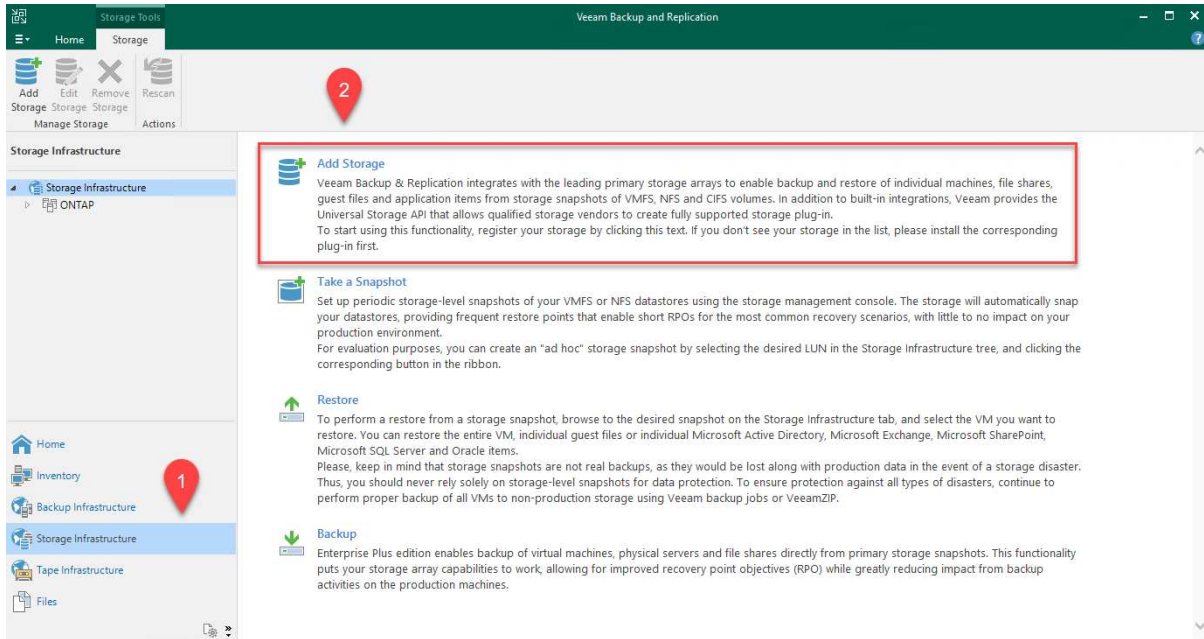 Storage Tools
Veeam Backup and Replication
Home Storage
Add Storage
Edit Storage
Remove Storage
Rescan
Manage Storage
Actions
2
Storage Infrastructure
Storage Infrastructure
ONTAP
Add Storage
Veeam Backup & Replication integrates with the leading primary storage arrays to enable backup and restore of individual machines, file shares,
guest files and application items from storage snapshots of VMFS, NFS and CIFS volumes. In addition to built-in integrations, Veeam provides the
Universal Storage API that allows qualified storage vendors to create fully supported storage plug-in.
To start using this functionality, register your storage by clicking this text. If you don't see your storage in the list, please install the corresponding
plug-in first.
Take a Snapshot
Set up periodic storage-level snapshots of your VMFS or NFS datastores using the storage management console. The storage will automatically snap
your datastores, providing frequent restore points that enable short RPOs for the most common recovery scenarios, with little to no impact on your
production environment.
For evaluation purposes, you can create an "ad hoc" storage snapshot by selecting the desired LUN in the Storage Infrastructure tree, and clicking the
corresponding button in the ribbon.
Restore
To perform a restore from a storage snapshot, browse to the desired snapshot on the Storage Infrastructure tab, and select the VM you want to
restore. You can restore the entire VM, individual guest files or individual Microsoft Active Directory, Microsoft Exchange, Microsoft SharePoint,
Microsoft SQL Server and Oracle items.
Please, keep in mind that storage snapshots are not real backups, as they would be lost along with production data in the event of a storage disaster.
Thus, you should never rely solely on storage-level snapshots for data protection. To ensure protection against all types of disasters, continue to
perform proper backup of all VMs to non-production storage using Veeam backup jobs or VeeamZIP.
Backup
Enterprise Plus edition enables backup of virtual machines, physical servers and file shares directly from primary storage snapshots. This functionality
puts your storage array capabilities to work, allowing for improved recovery point objectives (RPO) while greatly reducing impact from backup
activities on the production machines.
Home
Inventory
1
Backup Infrastructure
Storage Infrastructure
Tape Infrastructure
Files